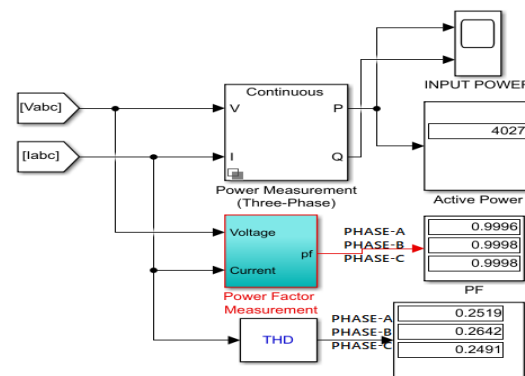 Continuous
[Vabc]
V
P
INPUT POWER
[Iabc]
I
Q
4027
Power Measurement
(Three-Phase)
Active Power
Voltage
Current
pf
PHASE-A
PHASE-B
PHASE-C
0.9996
0.9998
0.9998
PF
Power Factor
Measurement
THD
PHASE-A
PHASE-B
PHASE-C
0.2519
0.2642
0.2491